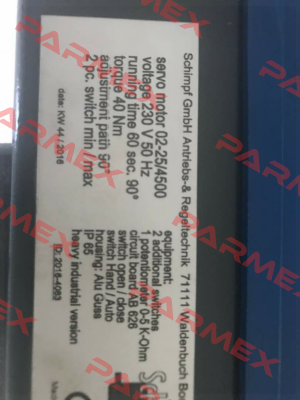 Schimpf GmbH Antriebs-& Regeltechnik 71111 Waldenbuch
servo motor 02-25/4500
voltage 230 V 50 Hz
running time 60 sec. 90°
torque 40 Nm
adjustment path 90°
2 pc. switch min / max
date: KW 44 / 2016
equipment:
2 additional switches
1 potentiometer 0-5 K-Ohm
circuit board AB 626
switch open / close
switch Hand / Auto
housing: Alu Guss
IP 65
heavy industrial version
ID: 2016-4063
PARMEX
PARMEX